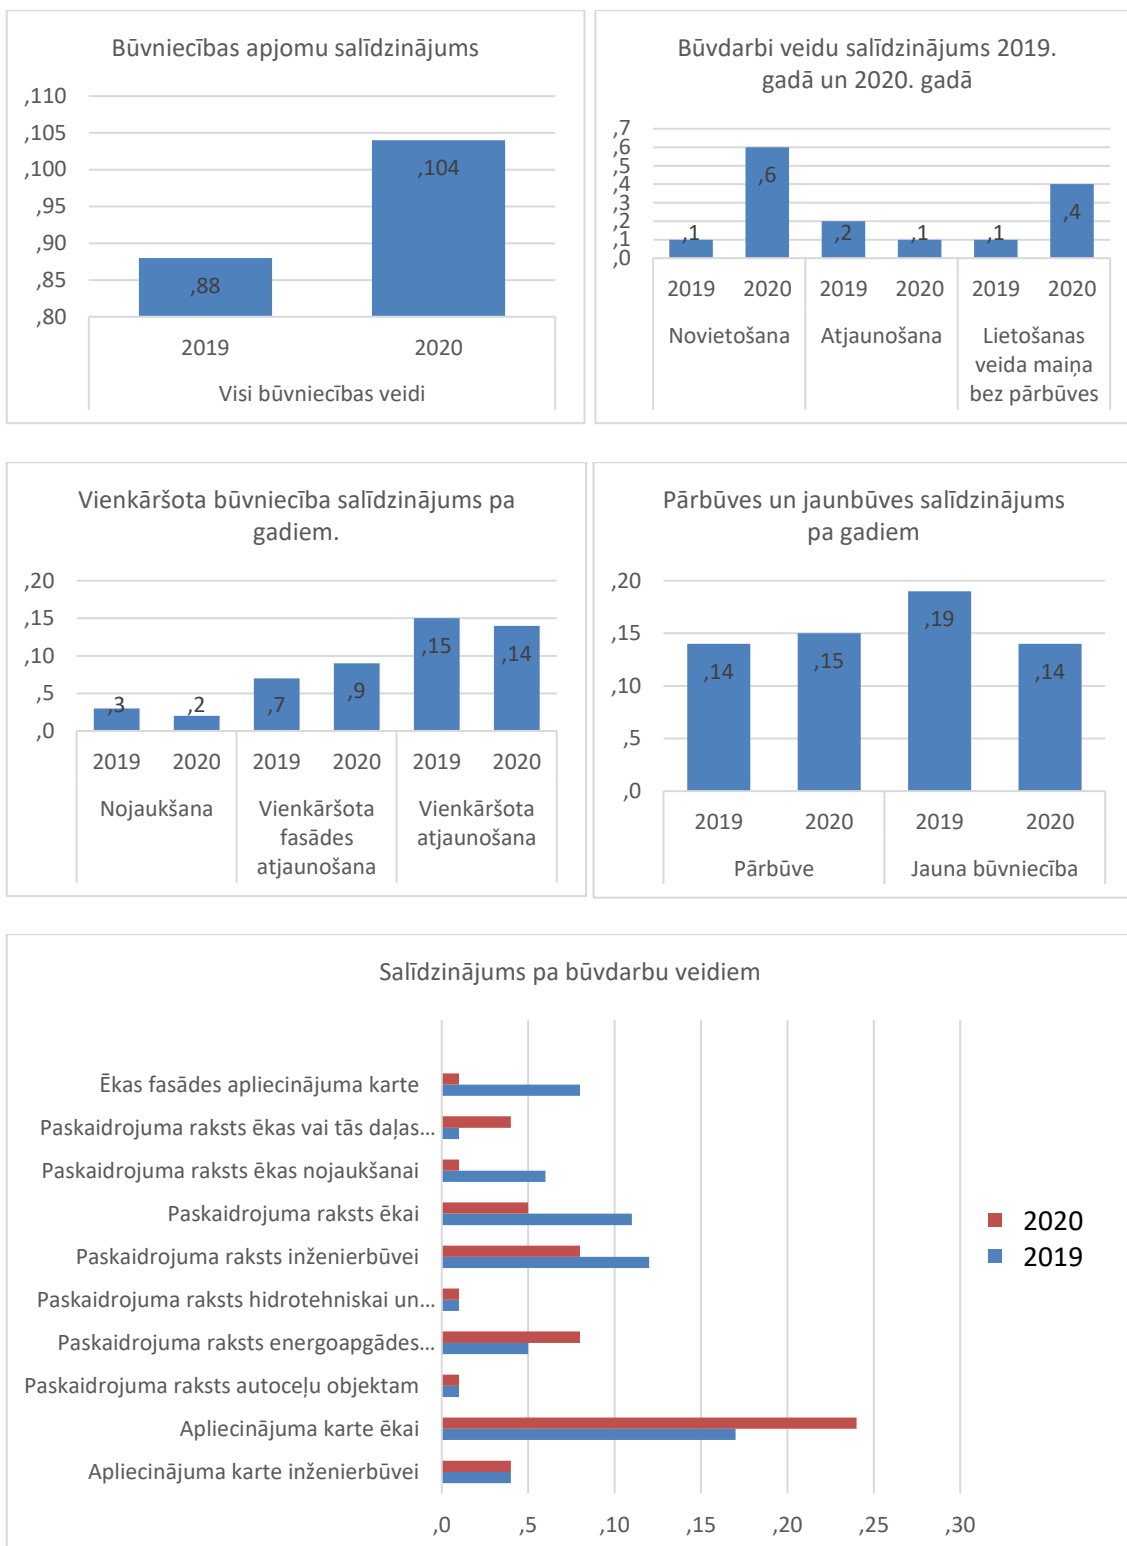 Būvniecības apjomu salīdzinājums
,110
,105
,100
,95
,90
,85
,80
,88
,104
2019
2020
Visi būvniecības veidi
Būvdarbi veidu salīdzinājums 2019.
gadā un 2020. gadā
,7
,6
,5
,4
,3
,2
,1
,0
,1
,6
,2
,1
,1
,4
2019
2020
2019
2020
2019
2020
Novietošana
Atjaunošana
Lietošanas
veida maiņa
bez pārbūves
Vienkāršota būvniecība salīdzinājums pa
gadiem.
,20
,15
,10
,5
,0
,3
,2
,7
,9
,15
,14
2019
2020
2019
2020
2019
2020
Nojaukšana
Vienkāršota
fasādes
atjaunošana
Vienkāršota
atjaunošana
Pārbūves un jaunbūves salīdzinājums
pa gadiem
,20
,15
,10
,5
,0
,14
,15
,19
,14
2019
2020
2019
2020
Pārbūve
Jauna būvniecība
Salīdzinājums pa būvdarbu veidiem
Ēkas fasādes apliecinājuma karte
Paskaidrojuma raksts ēkas vai tās daļas...
Paskaidrojuma raksts ēkas nojaukšanai
Paskaidrojuma raksts ēkai
Paskaidrojuma raksts inženierbūvei
Paskaidrojuma raksts hidrotehniskai un...
Paskaidrojuma raksts energoapgādes...
Paskaidrojuma raksts autoceļu objektam
Apliecinājuma karte ēkai
Apliecinājuma karte inženierbūvei
,0
,5
,10
,15
,20
,25
,30
2020
2019